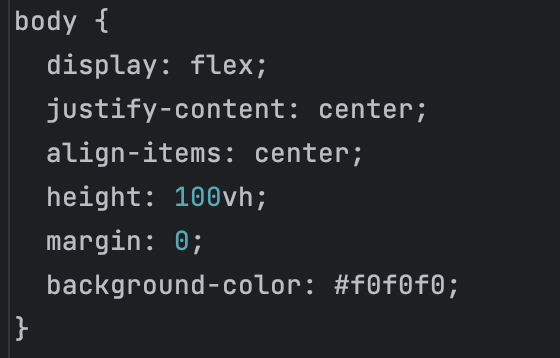 body {
  display: flex;
  justify-content: center;
  align-items: center;
  height: 100vh;
  margin: 0;
  background-color: #f0f0f0;
}